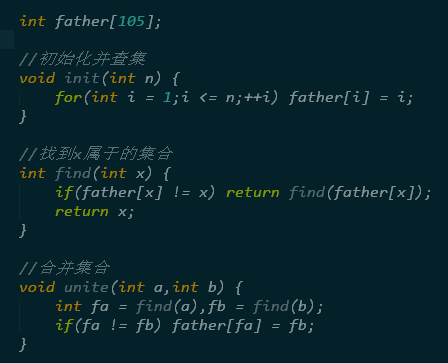 int father[105];
//初始化并查集
void init(int n) {
for(int i = 1;i <= n;++i) father[i] = i;
}
//找到x属于的集合
int find(int x) {
if(father[x] != x) return find(father[x]);
return x;
}
//合并集合
void unite(int a,int b) {
int fa = find(a),fb = find(b);
if(fa != fb) father[fa] = fb;
}